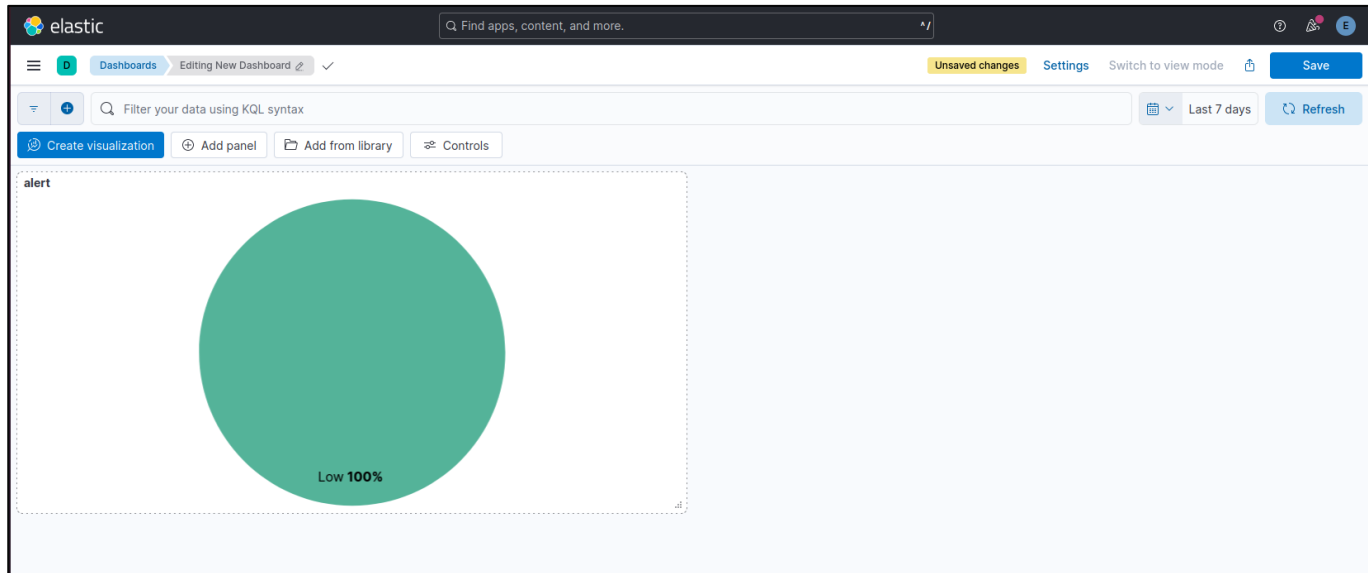 elastic
Find apps, content, and more.
^/
E
D
Dashboards
Editing New Dashboard
Unsaved changes
Settings
Switch to view mode
Save
Filter your data using KQL syntax
Last 7 days
Refresh
Create visualization
Add panel
Add from library
Controls
alert
Low 100%